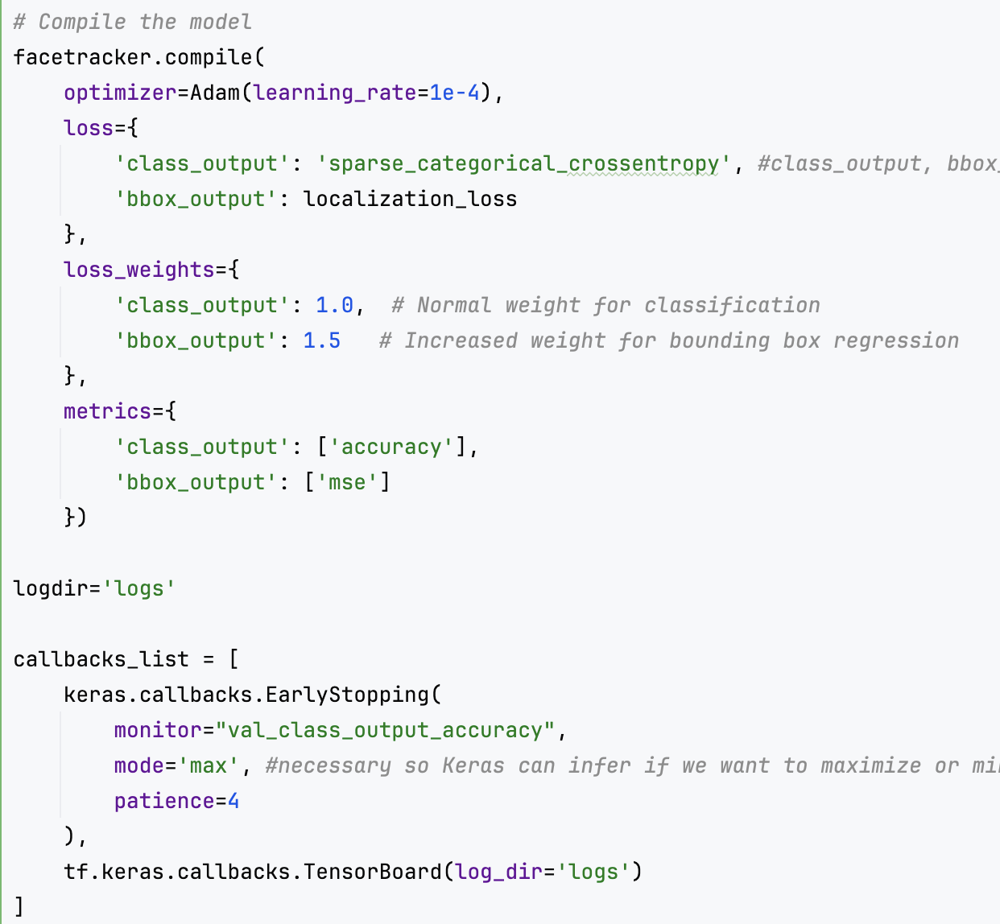 # Compile the model
facetracker.compile(
    optimizer=Adam(learning_rate=1e-4),
    loss={
        'class_output': 'sparse_categorical_crossentropy', #class_output, bbox_
        'bbox_output': localization_loss
    },
    loss_weights={
        'class_output': 1.0,  # Normal weight for classification
        'bbox_output': 1.5   # Increased weight for bounding box regression
    },
    metrics={
        'class_output': ['accuracy'],
        'bbox_output': ['mse']
    })
logdir='logs'
callbacks_list = [
    keras.callbacks.EarlyStopping(
        monitor="val_class_output_accuracy",
        mode='max', #necessary so Keras can infer if we want to maximize or
        patience=4
    ),
    tf.keras.callbacks.TensorBoard(log_dir='logs')
]